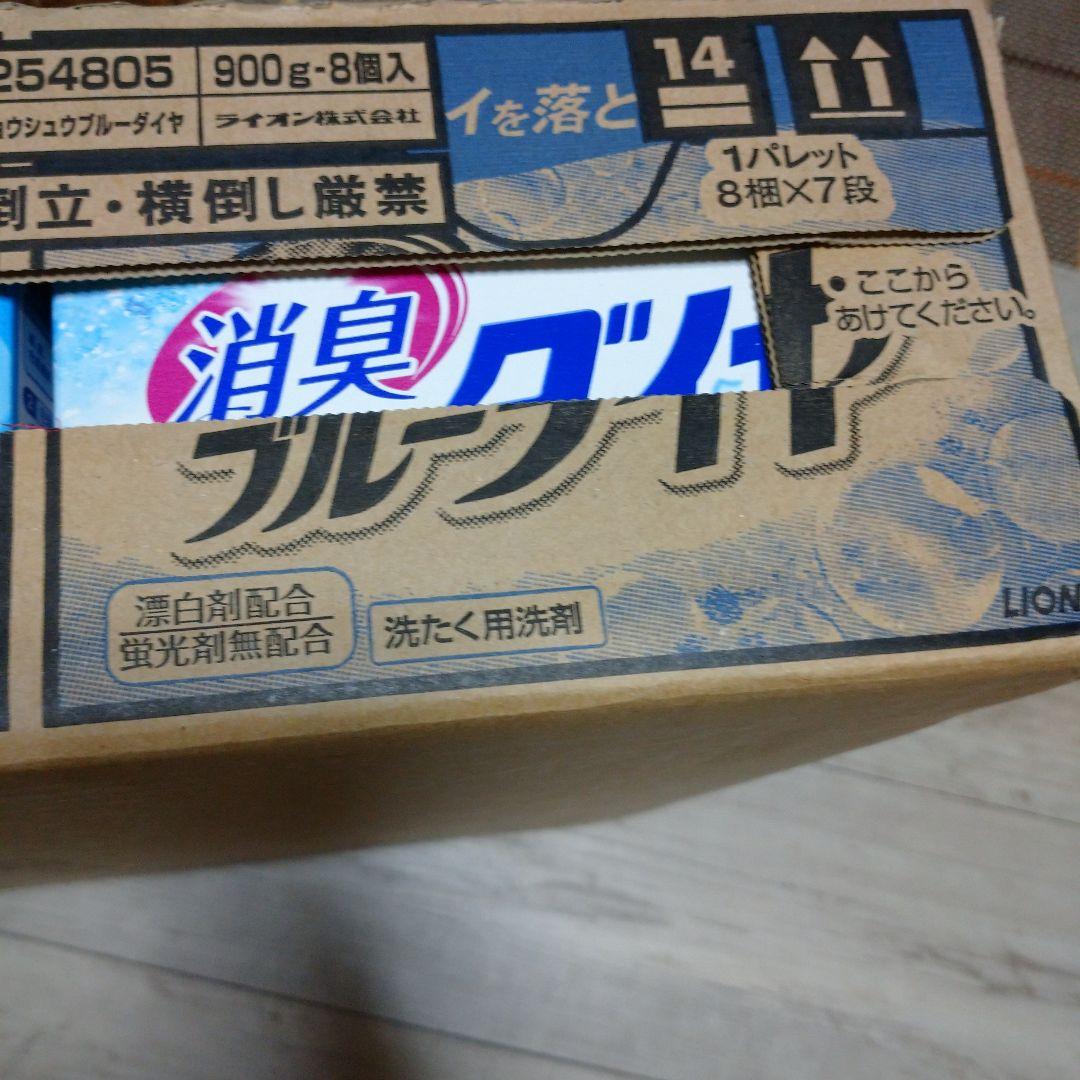 254805
900g-8個入
ョウシュウブルーダイヤ
ライオン株式会社
倒立・横倒し厳禁
イを落と
14
1パレット
8梱×7段
・ここから
あけてください。
消臭
ダイヤ
ブルーダイヤ
漂白剤配合
蛍光剤無配合
洗たく用洗剤
LION